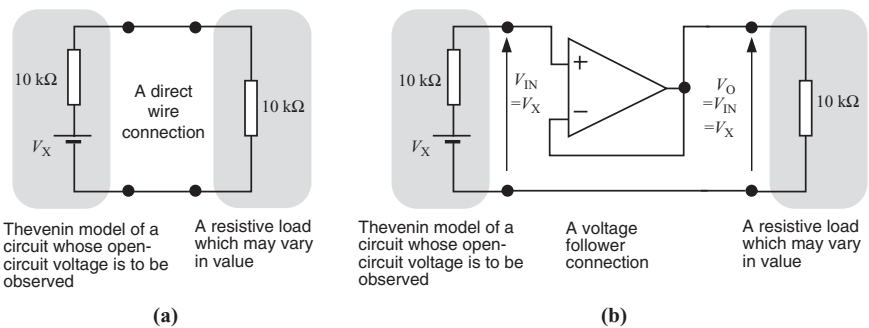 10 kΩ
V_X
A direct
wire
connection
10 kΩ
Thevenin model of a
circuit whose open-
circuit voltage is to be
observed
A resistive load
which may vary
in value
(a)
10 kΩ
V_X
V_IN
=V_X
+
−
V_O
=V_IN
=V_X
10 kΩ
Thevenin model of a
circuit whose open-
circuit voltage is to be
observed
A voltage
follower
connection
A resistive load
which may vary
in value
(b)